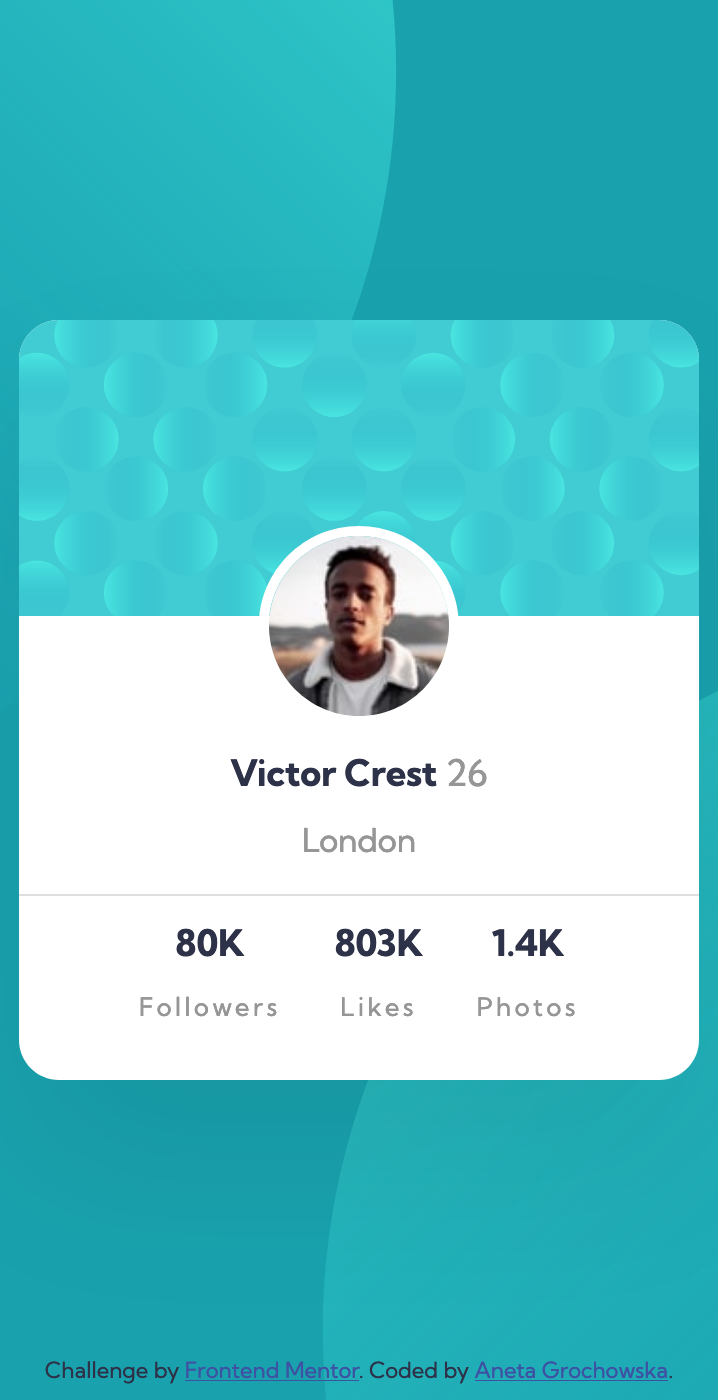 Victor Crest 26
London
80K 803K 1.4K
Followers Likes Photos
Challenge by Frontend Mentor. Coded by Aneta Grochowska.